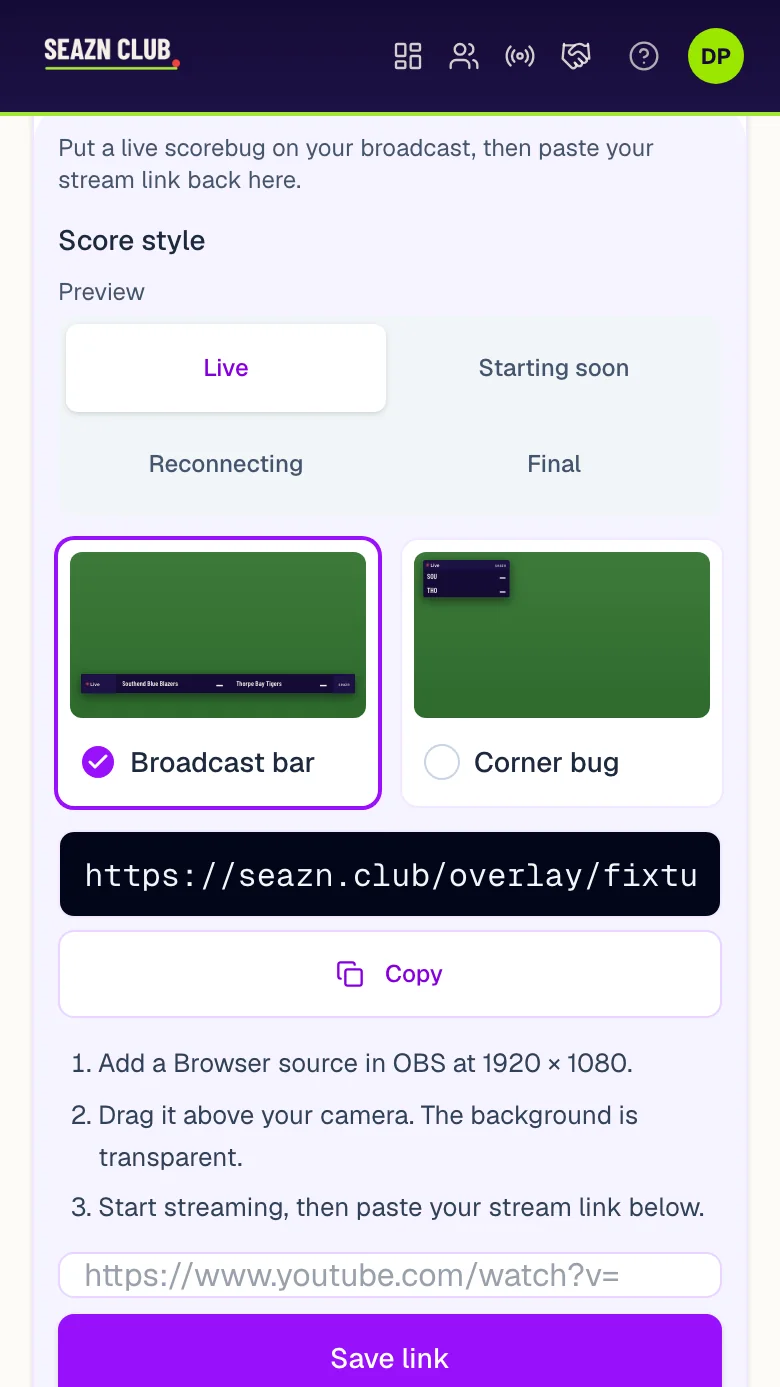 SEAZN CLUB
DP
Put a live scorebug on your broadcast, then paste your
stream link back here.
Score style
Preview
Live
Starting soon
Reconnecting
Final
Live
Southend Blue Blazers
Thorpe Bay Tigers
SEAZN
Live
SEAZN
SOU
THO
Broadcast bar
Corner bug
https://seazn.club/overlay/fixtu
Copy
1. Add a Browser source in OBS at 1920 × 1080.
2. Drag it above your camera. The background is
transparent.
3. Start streaming, then paste your stream link below.
https://www.youtube.com/watch?v=
Save link